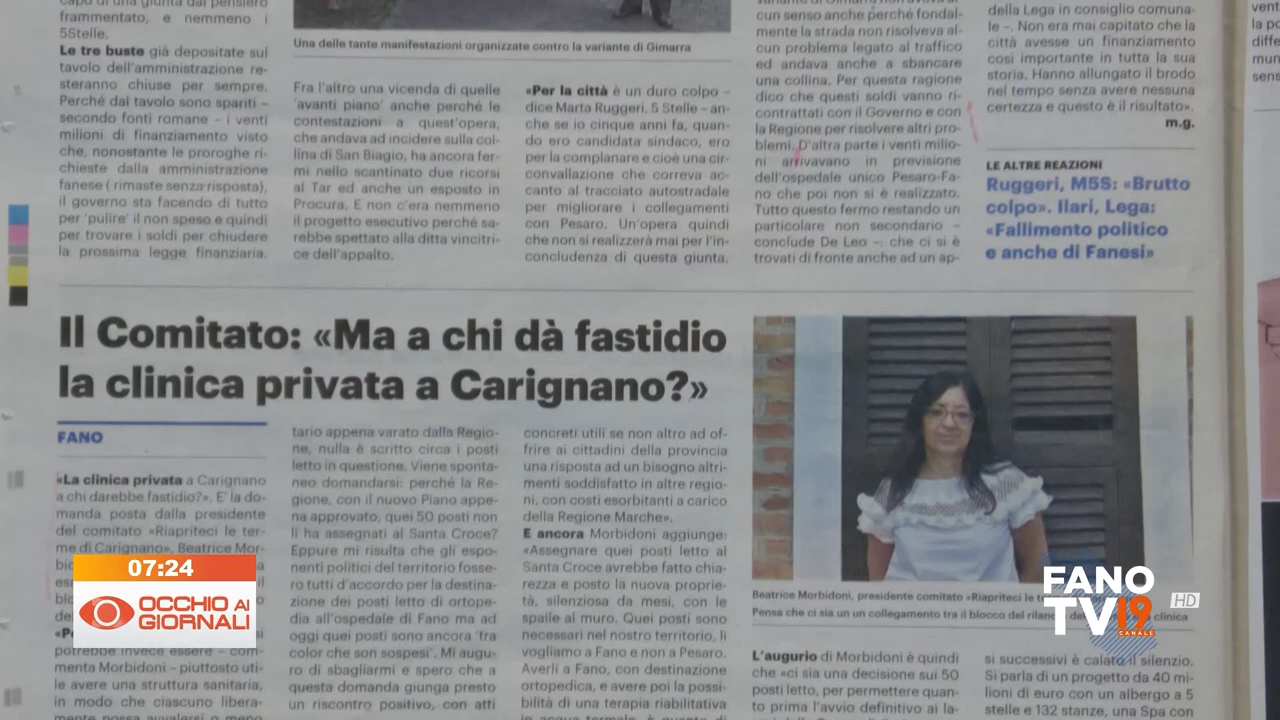 capo di una giunta dal pensiero
frammentato, e nemmeno i
5Stelle.
Le tre buste già depositate sul
tavolo dell'amministrazione re-
steranno chiuse per sempre.
Perché dal tavolo sono spariti –
secondo fonti romane – i venti
milioni di finanziamento visto
che, nonostante le proroghe ri-
chieste dalla amministrazione
fanese ( rimaste senza risposta),
il governo sta facendo di tutto
per 'pulire' il non speso e quindi
per trovare i soldi per chiudere
la prossima legge finanziaria.
Una delle tante manifestazioni organizzate contro la variante di Gimarra
Fra l'altro una vicenda di quelle
'avanti piano' anche perché le
contestazioni a quest'opera,
che andava ad incidere sulla col-
lina di San Biagio, ha ancora fer-
mi nello scantinato due ricorsi
al Tar ed anche un esposto in
Procura. E non c'era nemmeno
il progetto esecutivo perché sa-
rebbe spettato alla ditta vincitri-
ce dell'appalto.
«Per la città è un duro colpo –
dice Marta Ruggeri, 5 Stelle – an-
che se io cinque anni fa, quan-
do ero candidata sindaco, ero
per la complanare e cioè una cir-
convallazione che correva ac-
canto al tracciato autostradale
per migliorare i collegamenti
con Pesaro. Un'opera quindi
che non si realizzerà mai per l'in-
concludenza di questa giunta.
cun senso anche perché fondal-
mente la strada non risolveva al-
cun problema legato al traffico
ed andava anche a sbancare
una collina. Per questa ragione
dico che questi soldi vanno ri-
contrattati con il Governo e con
la Regione per risolvere altri pro-
blemi. D'altra parte i venti milio-
ni arrivavano in previsione
dell'ospedale unico Pesaro-Fa-
no che poi non si è realizzato.
Tutto questo fermo restando un
particolare non secondario –
conclude De Leo –: che ci si è
trovati di fronte anche ad un ap-
della Lega in consiglio comuna-
le –. Non era mai capitato che la
città avesse un finanziamento
così importante in tutta la sua
storia. Hanno allungato il brodo
nel tempo senza avere nessuna
certezza e questo è il risultato».
m.g.
LE ALTRE REAZIONI
Ruggeri, M5S: «Brutto
colpo». Ilari, Lega:
«Fallimento politico
e anche di Fanesi»
Il Comitato: «Ma a chi dà fastidio
la clinica privata a Carignano?»
FANO
«La clinica privata a Carignano
a chi darebbe fastidio?». E' la do-
manda posta dalla presidente
del comitato «Riapriteci le ter-
me di Carignano», Beatrice Mor-
potrebbe invece essere – com-
menta Morbidoni – piuttosto uti-
le avere una struttura sanitaria,
in modo che ciascuno libera-
mente possa avvalersi o meno
tario appena varato dalla Regio-
ne, nulla è scritto circa i posti
letto in questione. Viene sponta-
neo domandarsi: perché la Re-
gione, con il nuovo Piano appe-
na approvato, quei 50 posti non
li ha assegnati al Santa Croce?
Eppure mi risulta che gli espo-
nenti politici del territorio fosse-
ro tutti d'accordo per la destina-
zione dei posti letto di ortope-
dia all'ospedale di Fano ma ad
oggi quei posti sono ancora 'fra
color che son sospesi'. Mi augu-
ro di sbagliarmi e spero che a
questa domanda giunga presto
un riscontro positivo, con atti
concreti utili se non altro ad of-
frire ai cittadini della provincia
una risposta ad un bisogno altri-
menti soddisfatto in altre regio-
ni, con costi esorbitanti a carico
della Regione Marche».
E ancora Morbidoni aggiunge:
«Assegnare quei posti letto al
Santa Croce avrebbe fatto chia-
rezza e posto la nuova proprie-
tà, silenziosa da mesi, con le
spalle al muro. Quei posti sono
necessari nel nostro territorio, li
vogliamo a Fano e non a Pesaro.
Averli a Fano, con destinazione
ortopedica, e avere poi la possi-
bilità di una terapia riabilitativa
Beatrice Morbidoni, presidente comitato «Riapriteci le
Pensa che ci sia un collegamento tra il blocco del clinica
L'augurio di Morbidoni è quindi
che «ci sia una decisione sui 50
posti letto, per permettere quan-
to prima l'avvio definitivo ai la-
si successivi è calato il silenzio.
Si parla di un progetto da 40 mi-
lioni di euro con un albergo a 5
stelle e 132 stanze, una Spa con
07:24
OCCHIO AI
GIORNALI
FANO
TV 19
CANALE
HD